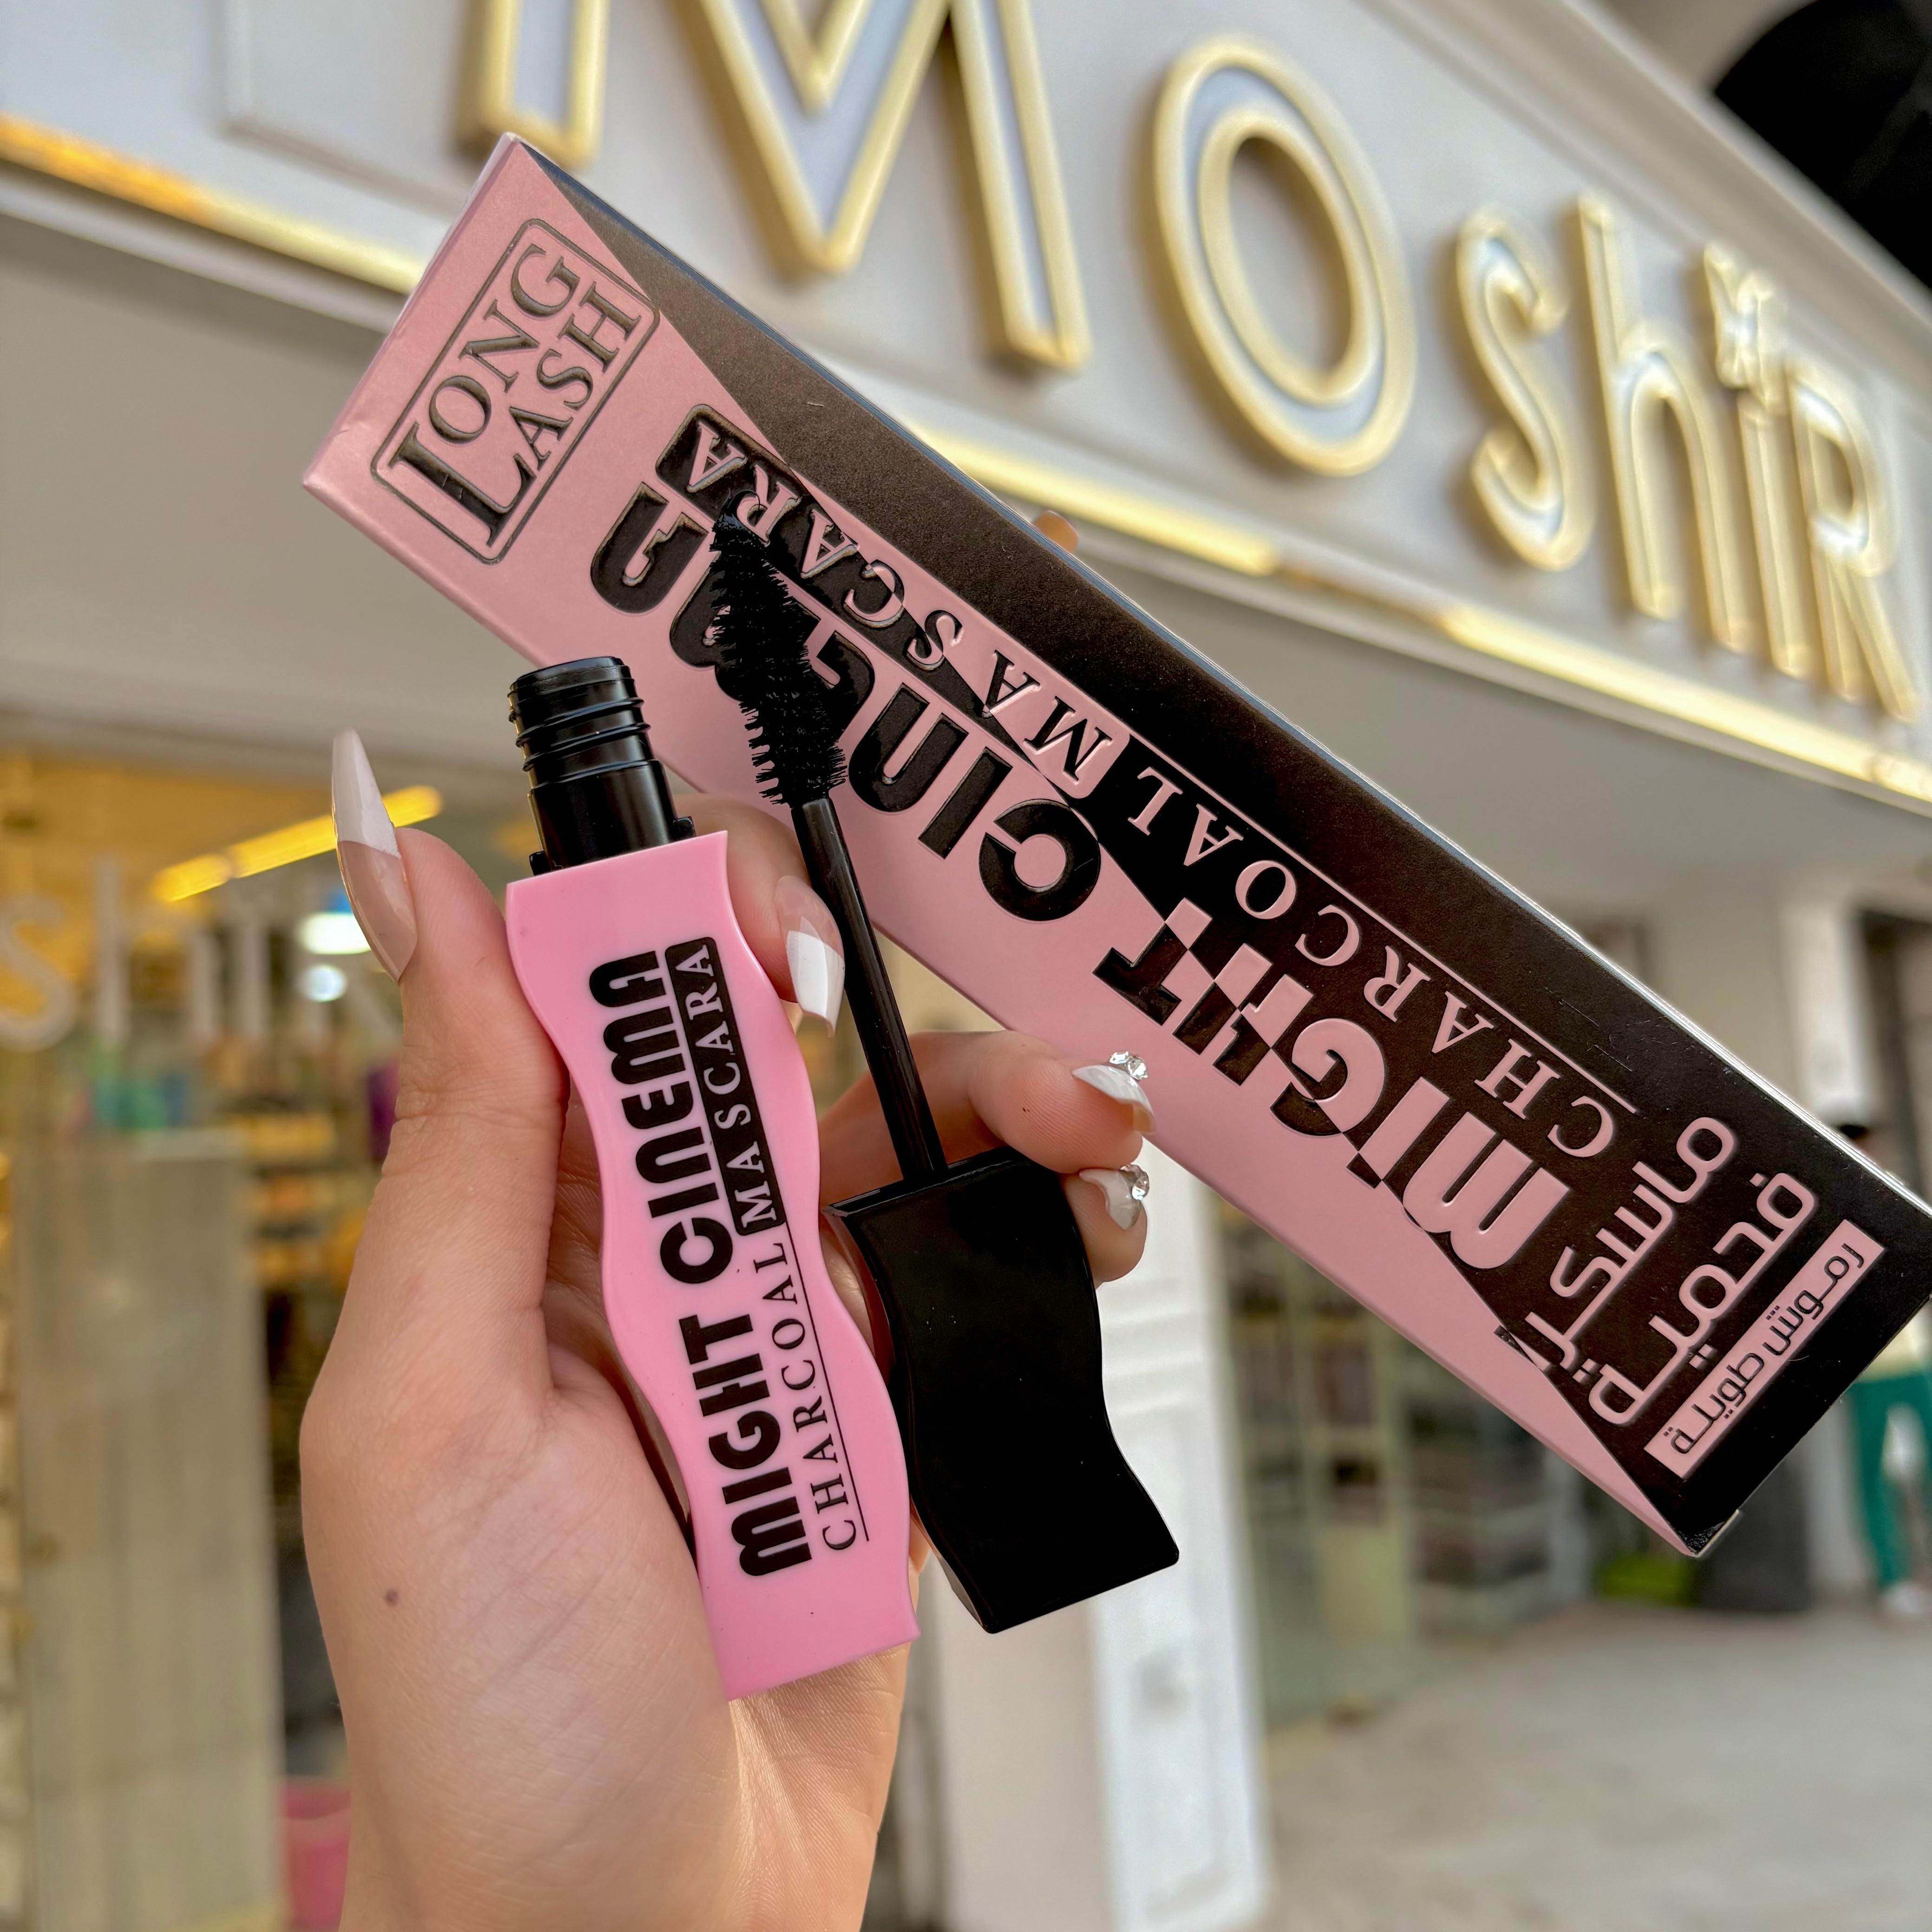 MoshiR
LONG
LASH
MIGHT CINEMA
CHARCOAL MASCARA
ماسكرا
فحمية
رموش طويلة
MIGHT CINEMA
CHARCOAL MASCARA